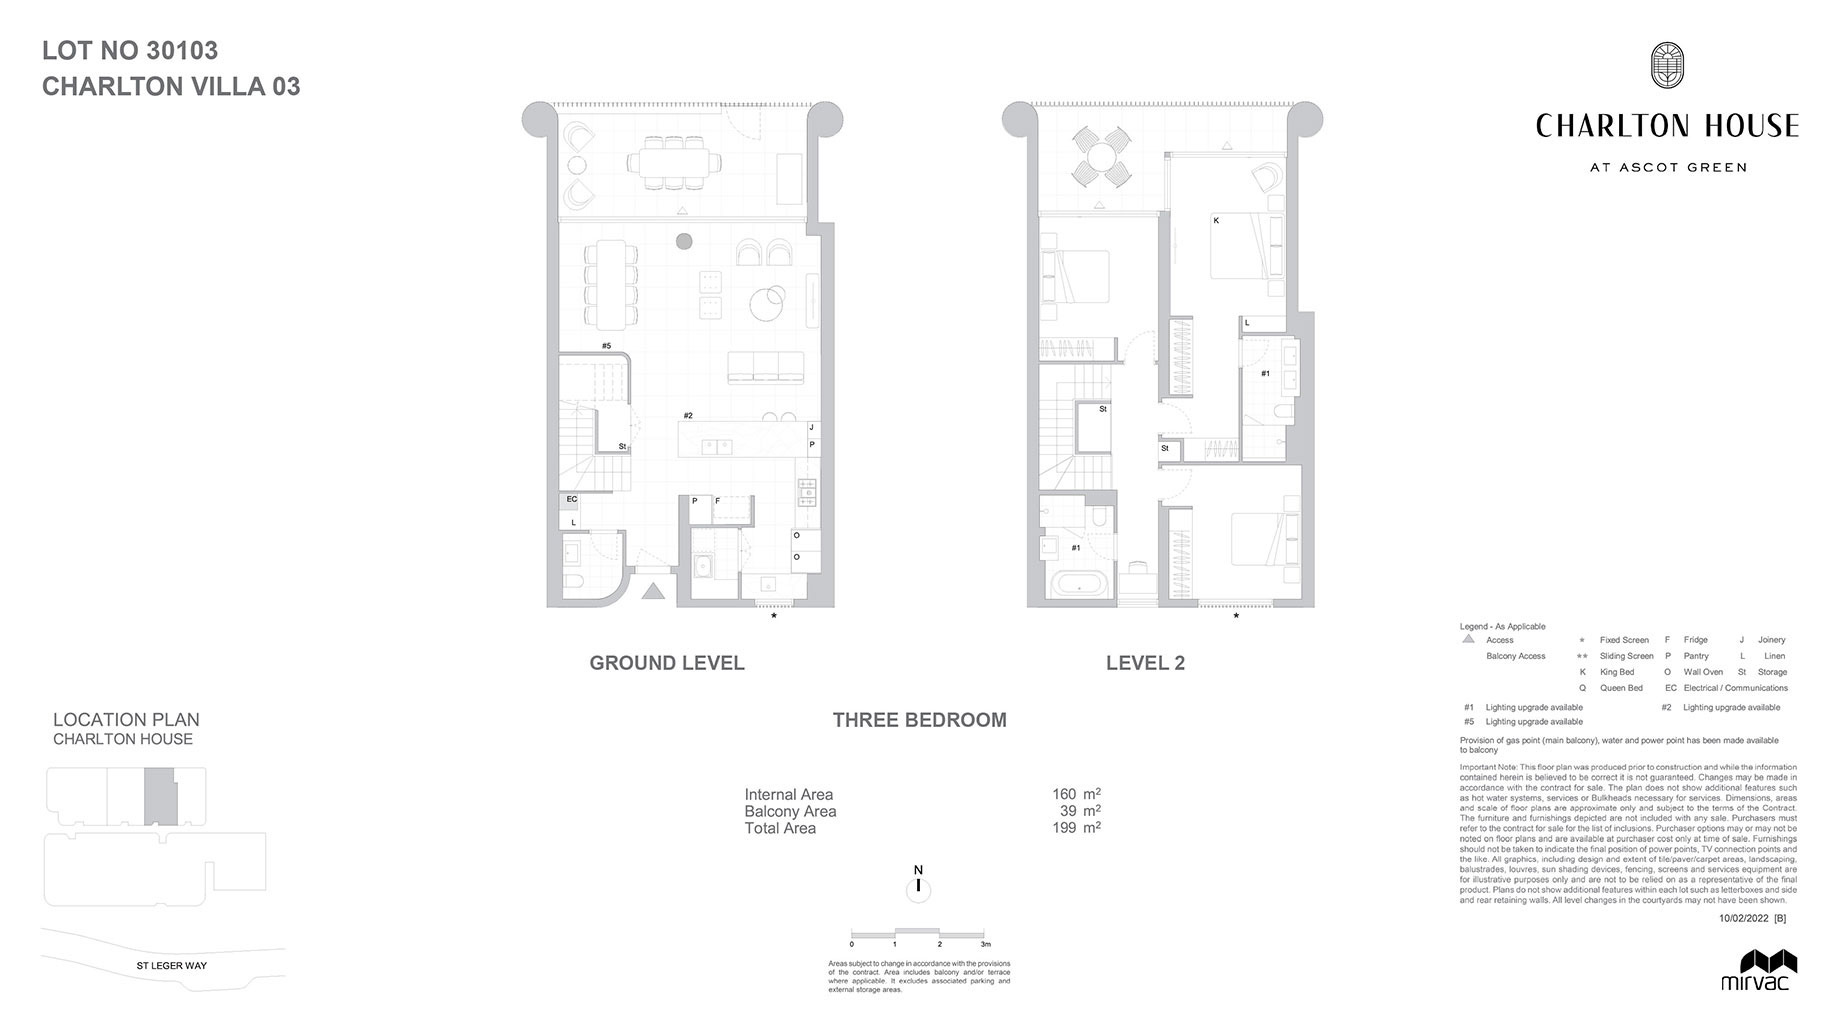 LOT NO 30103
CHARLTON VILLA 03
CHARLTON HOUSE
AT ASCOT GREEN
#5
#2
St
J
P
EC
L
P
F
O
O
*
K
L
#1
St
St
#1
*
GROUND LEVEL
LEVEL 2
THREE BEDROOM
Internal Area 160 m²
Balcony Area 39 m²
Total Area 199 m²
N
0 1 2 3m
Areas subject to change in accordance with the provisions
of the contract. Area includes balcony and/or terrace
where applicable. It excludes associated parking and
external storage areas.
LOCATION PLAN
CHARLTON HOUSE
ST LEGER WAY
Legend - As Applicable
Access * Fixed Screen F Fridge J Joinery
Balcony Access ** Sliding Screen P Pantry L Linen
K King Bed O Wall Oven St Storage
Q Queen Bed EC Electrical / Communications
#1 Lighting upgrade available #2 Lighting upgrade available
#5 Lighting upgrade available
Provision of gas point (main balcony), water and power point has been made available
to balcony
Important Note: This floor plan was produced prior to construction and while the information
contained herein is believed to be correct it is not guaranteed. Changes may be made in
accordance with the contract for sale. The plan does not show additional features such
as hot water systems, services or Bulkheads necessary for services. Dimensions, areas
and scale of floor plans are approximate only and subject to the terms of the Contract.
The furniture and furnishings depicted are not included with any sale. Purchasers must
refer to the contract for sale for the list of inclusions. Purchaser options may or may not be
noted on floor plans and are available at purchaser cost only at time of sale. Furnishings
should not be taken to indicate the final position of power points, TV connection points and
the like. All graphics, including design and extent of tile/paver/carpet areas, landscaping,
balustrades, louvres, sun shading devices, fencing, screens and services equipment are
for illustrative purposes only and are not to be relied on as a representative of the final
product. Plans do not show additional features within each lot such as letterboxes and side
and rear retaining walls. All level changes in the courtyards may not have been shown.
10/02/2022 [B]
mirvac